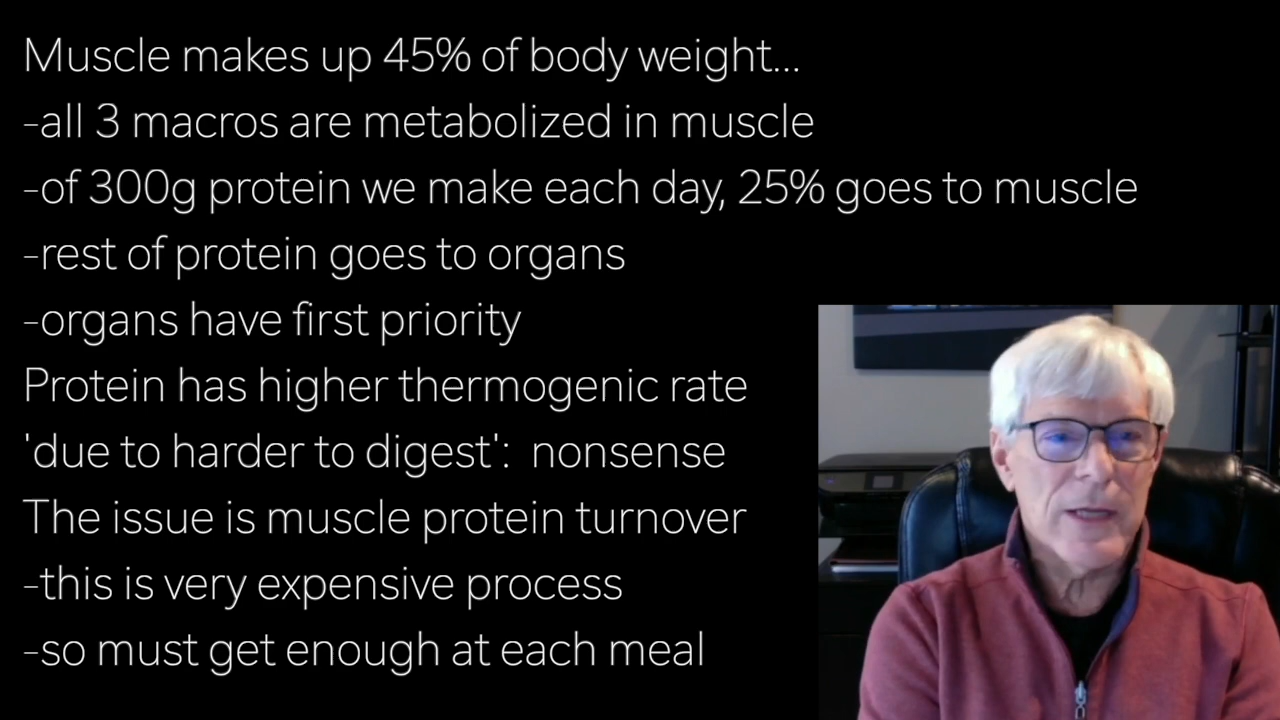 Muscle makes up 45% of body weight...
-all 3 macros are metabolized in muscle
-of 300g protein we make each day, 25% goes to muscle
-rest of protein goes to organs
-organs have first priority
Protein has higher thermogenic rate
'due to harder to digest':  nonsense
The issue is muscle protein turnover
-this is very expensive process
-so must get enough at each meal